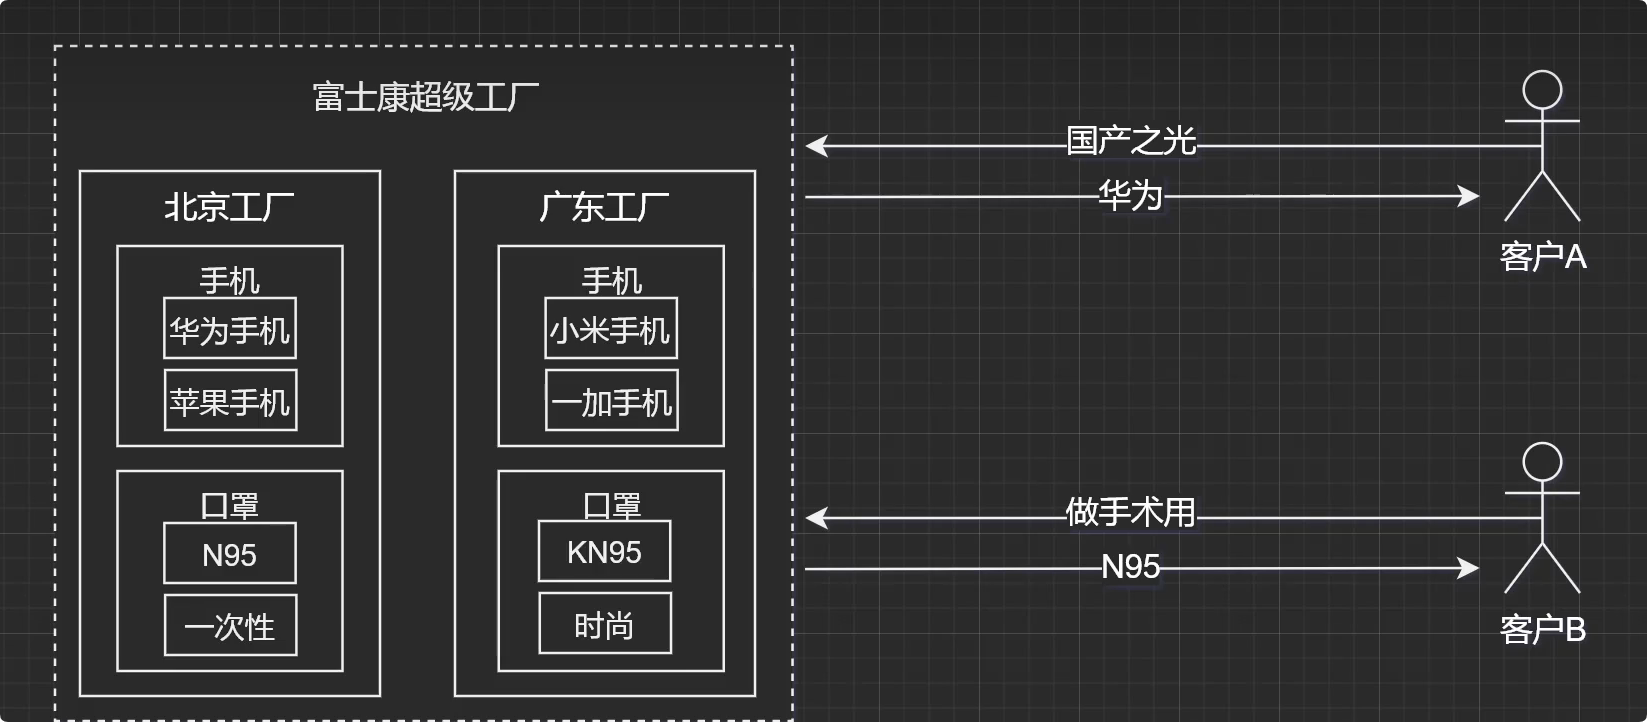 富士康超级工厂
北京工厂
手机
华为手机
苹果手机
口罩
N95
一次性
广东工厂
手机
小米手机
一加手机
口罩
KN95
时尚
国产之光
华为
客户A
做手术用
N95
客户B